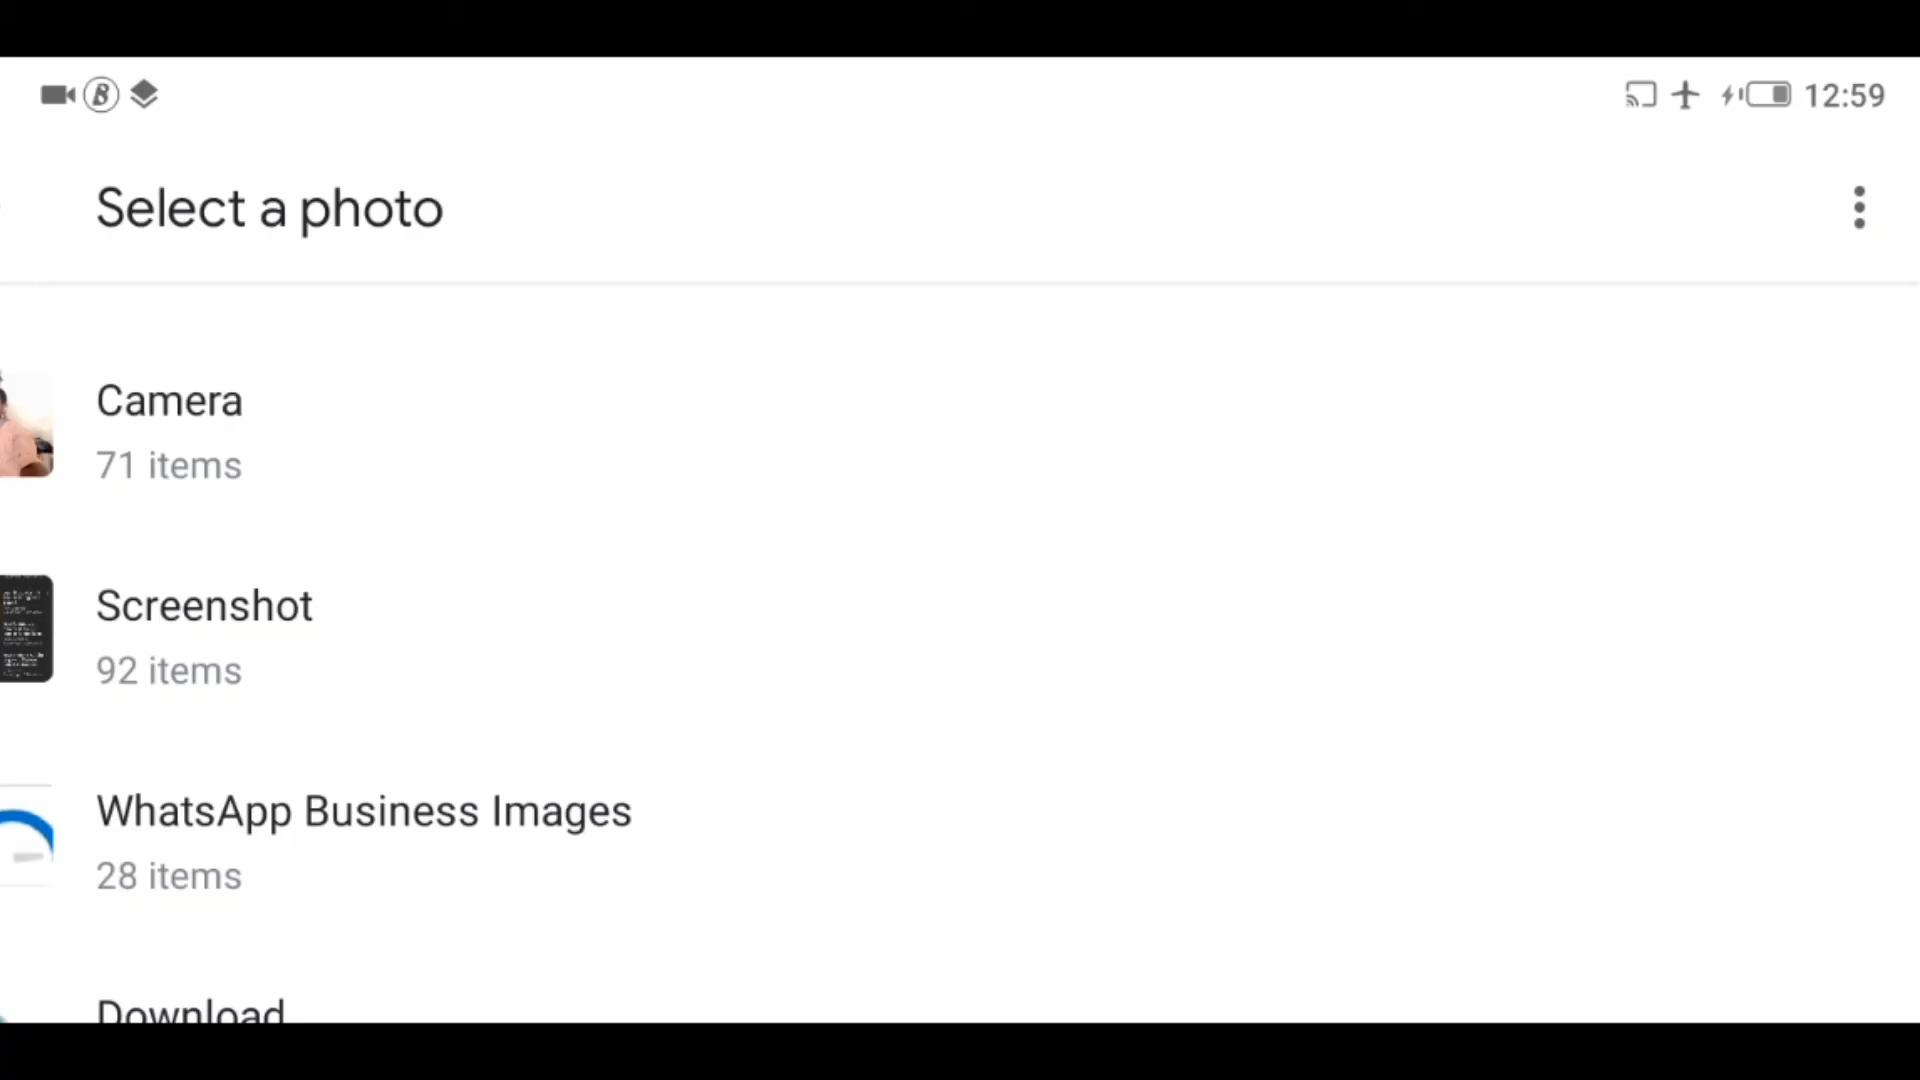 12:59
Select a photo
Camera
71 items
Screenshot
92 items
WhatsApp Business Images
28 items
Download